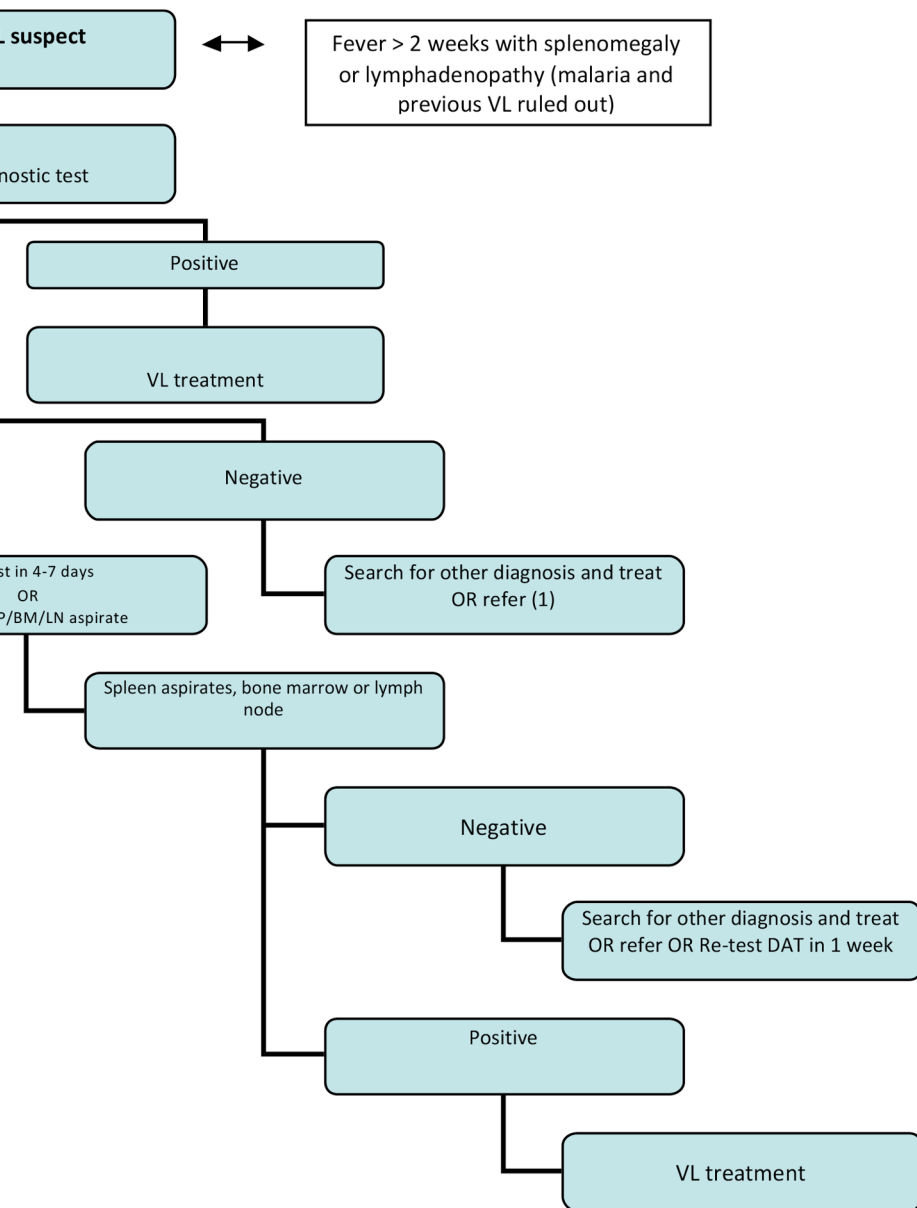 L suspect
Fever > 2 weeks with splenomegaly
or lymphadenopathy (malaria and
previous VL ruled out)
nostic test
Positive
VL treatment
Negative
st in 4-7 days
OR
P/BM/LN aspirate
Search for other diagnosis and treat
OR refer (1)
Spleen aspirates, bone marrow or lymph
node
Negative
Search for other diagnosis and treat
OR refer OR Re-test DAT in 1 week
Positive
VL treatment